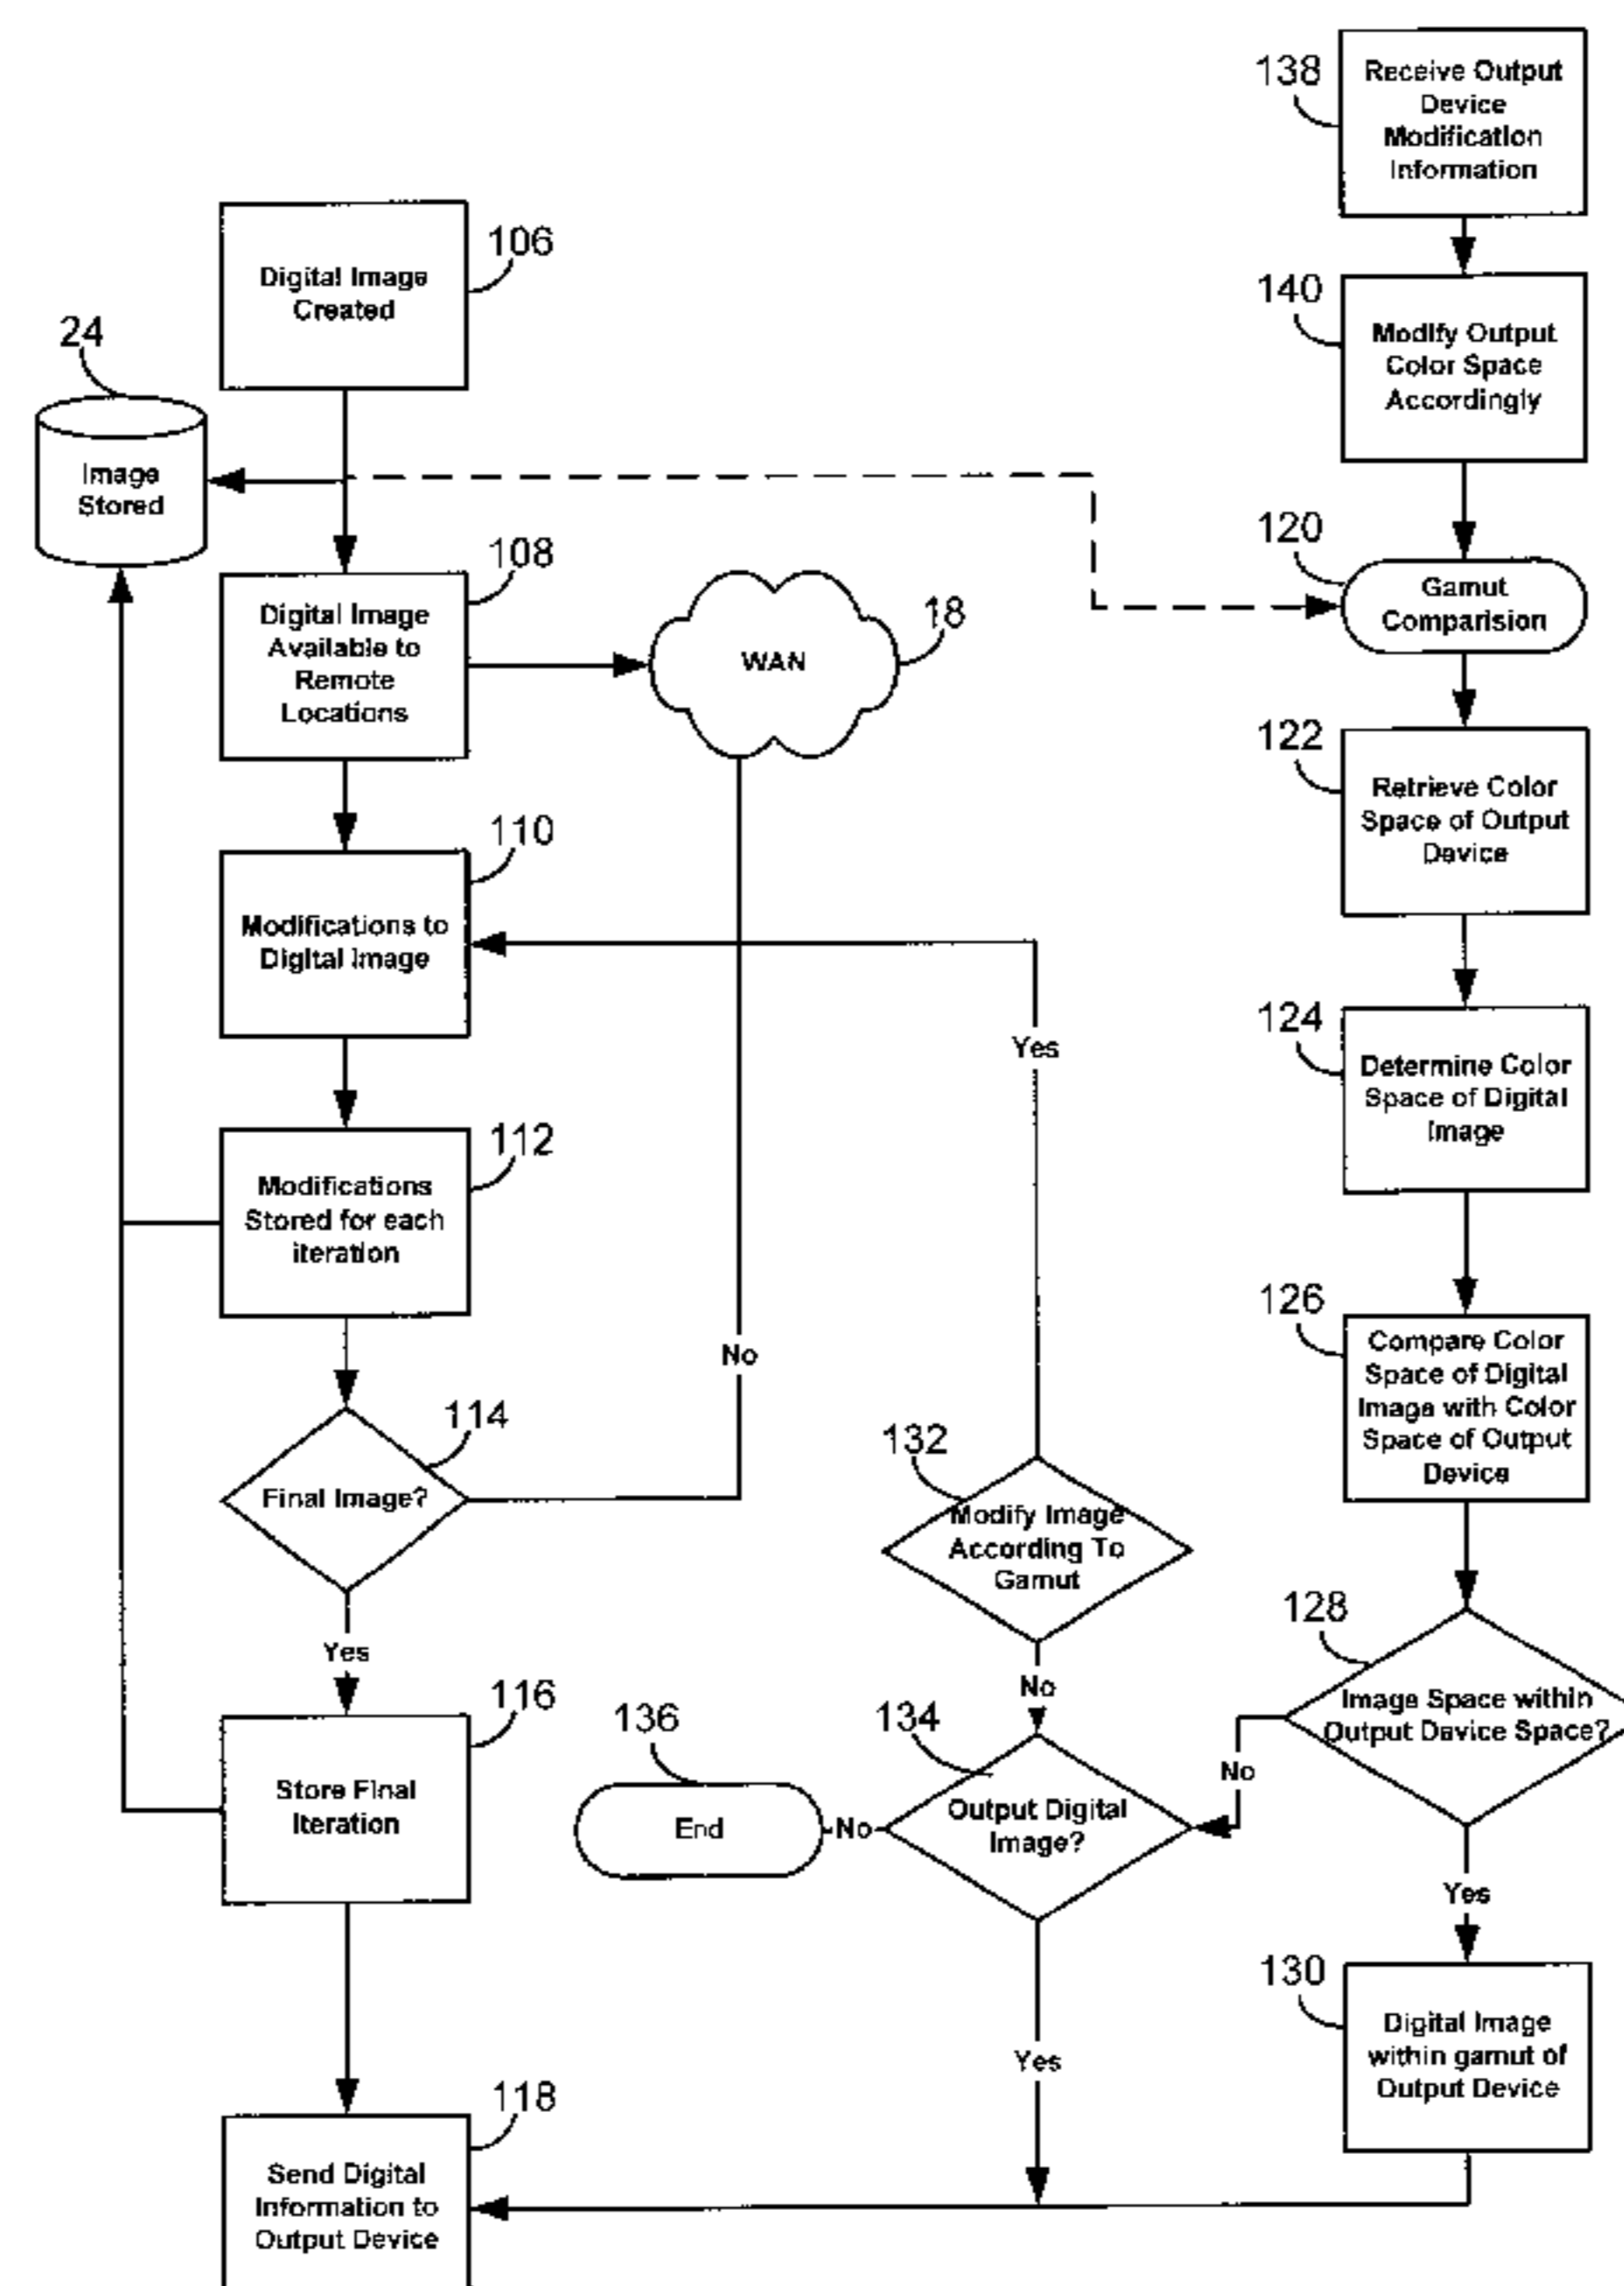 138
Receive Output
Device
Modification
Information
106
Digital Image
Created
140
Modify Output
Color Space
Accordingly
24
Image
Stored
120
Gamut
Comparision
108
Digital Image
Available to
Remote
Locations
18
WAN
122
Retrieve Color
Space of Output
Device
110
Modifications to
Digital Image
124
Determine Color
Space of Digital
Image
Yes
112
Modifications
Stored for each
iteration
126
Compare Color
Space of Digital
Image with Color
Space of Output
Device
No
114
Final Image?
132
Modify Image
According To
Gamut
128
Image Space within
Output Device Space?
Yes
No
116
Store Final
Iteration
136
End
No
134
Output Digital
Image?
No
Yes
130
Digital Image
within gamut of
Output Device
Yes
118
Send Digital
Information to
Output Device